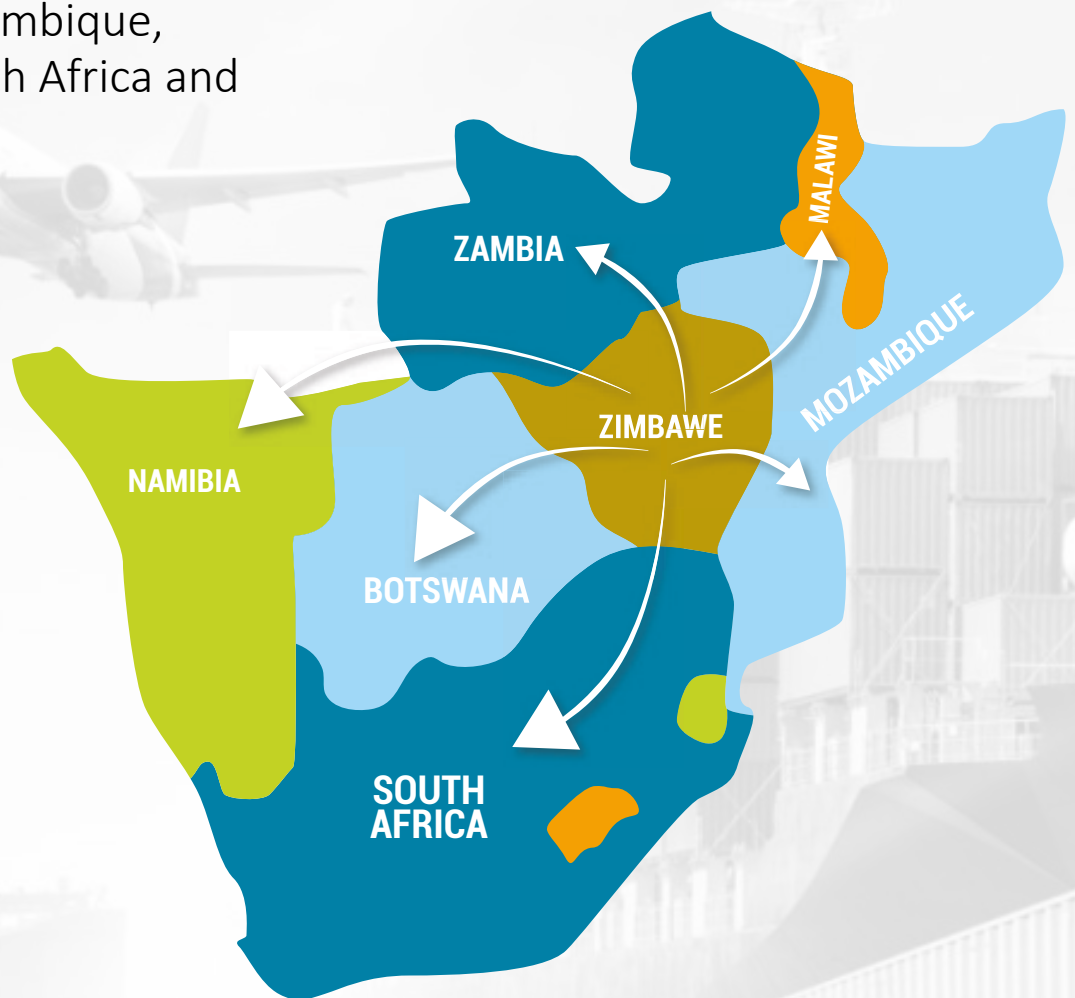 mbique,
h Africa and
MALAWI
ZAMBIA
MOZAMBIQUE
ZIMBAWE
NAMIBIA
BOTSWANA
SOUTH
AFRICA